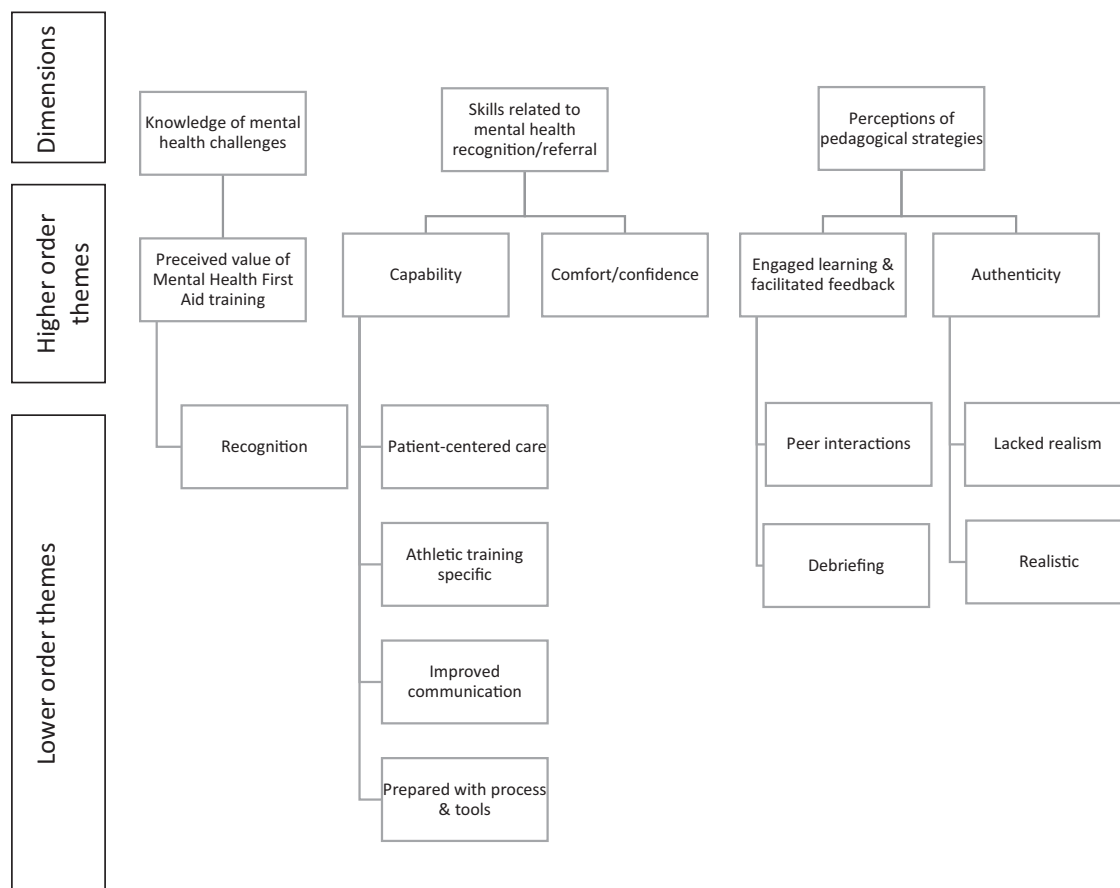 Dimensions
Knowledge of mental
health challenges
Skills related to
mental health
recognition/referral
Perceptions of
pedagogical strategies
Higher order
themes
Preceived value of
Mental Health First
Aid training
Capability
Comfort/confidence
Engaged learning &
facilitated feedback
Authenticity
Lower order themes
Recognition
Patient-centered care
Peer interactions
Lacked realism
Athletic training
specific
Debriefing
Realistic
Improved
communication
Prepared with process
& tools